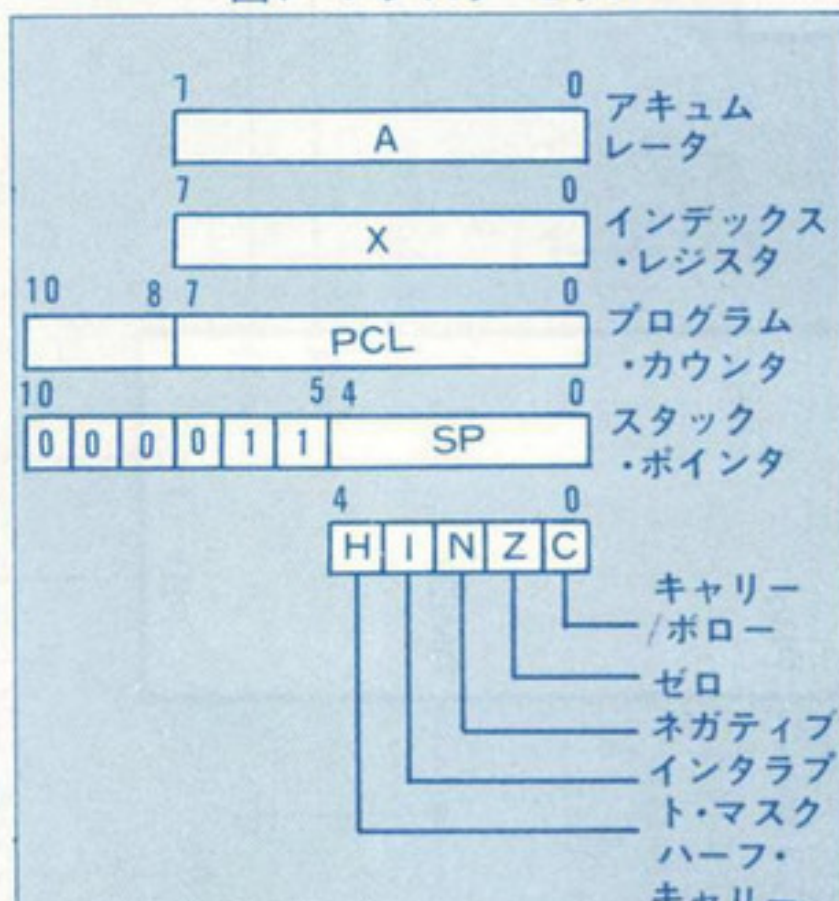 7 0
A
アキュム
レータ
7 0
X
インデックス
・レジスタ
10 8 7 0
PCL
プログラム
・カウンタ
10 5 4 0
0 0 0 0 1 1 SP
スタック
・ポインタ
4 0
H I N Z C
キャリー
/ボロー
ゼロ
ネガティブ
インタラプ
ト・マスク
ハーフ・
キャリー